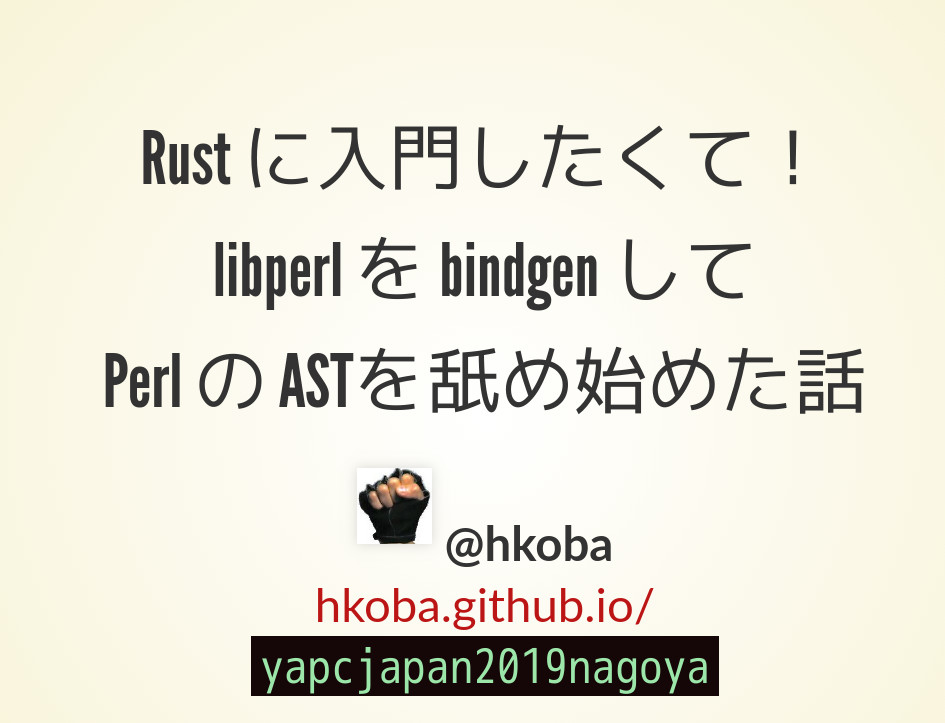 Rust に入門したくて！
libperl を bindgen して
Perl の ASTを舐め始めた話
@hkoba
hkoba.github.io/
yapcjapan2019nagoya